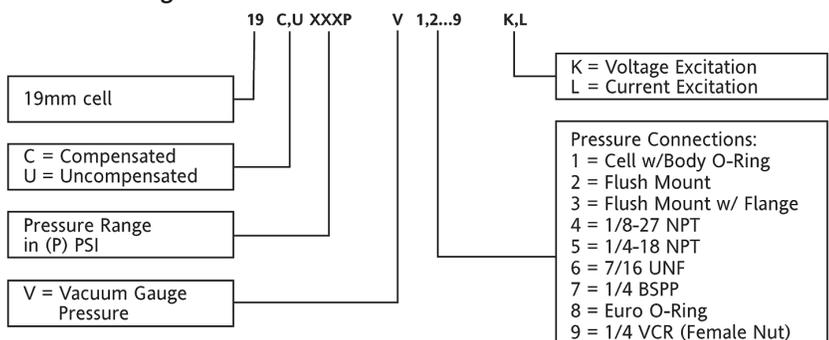 19 C,U XXXP V 1,2...9 K,L
19mm cell
C = Compensated
U = Uncompensated
Pressure Range
in (P) PSI
V = Vacuum Gauge
Pressure
K = Voltage Excitation
L = Current Excitation
Pressure Connections:
1 = Cell w/Body O-Ring
2 = Flush Mount
3 = Flush Mount w/ Flange
4 = 1/8-27 NPT
5 = 1/4-18 NPT
6 = 7/16 UNF
7 = 1/4 BSPP
8 = Euro O-Ring
9 = 1/4 VCR (Female Nut)